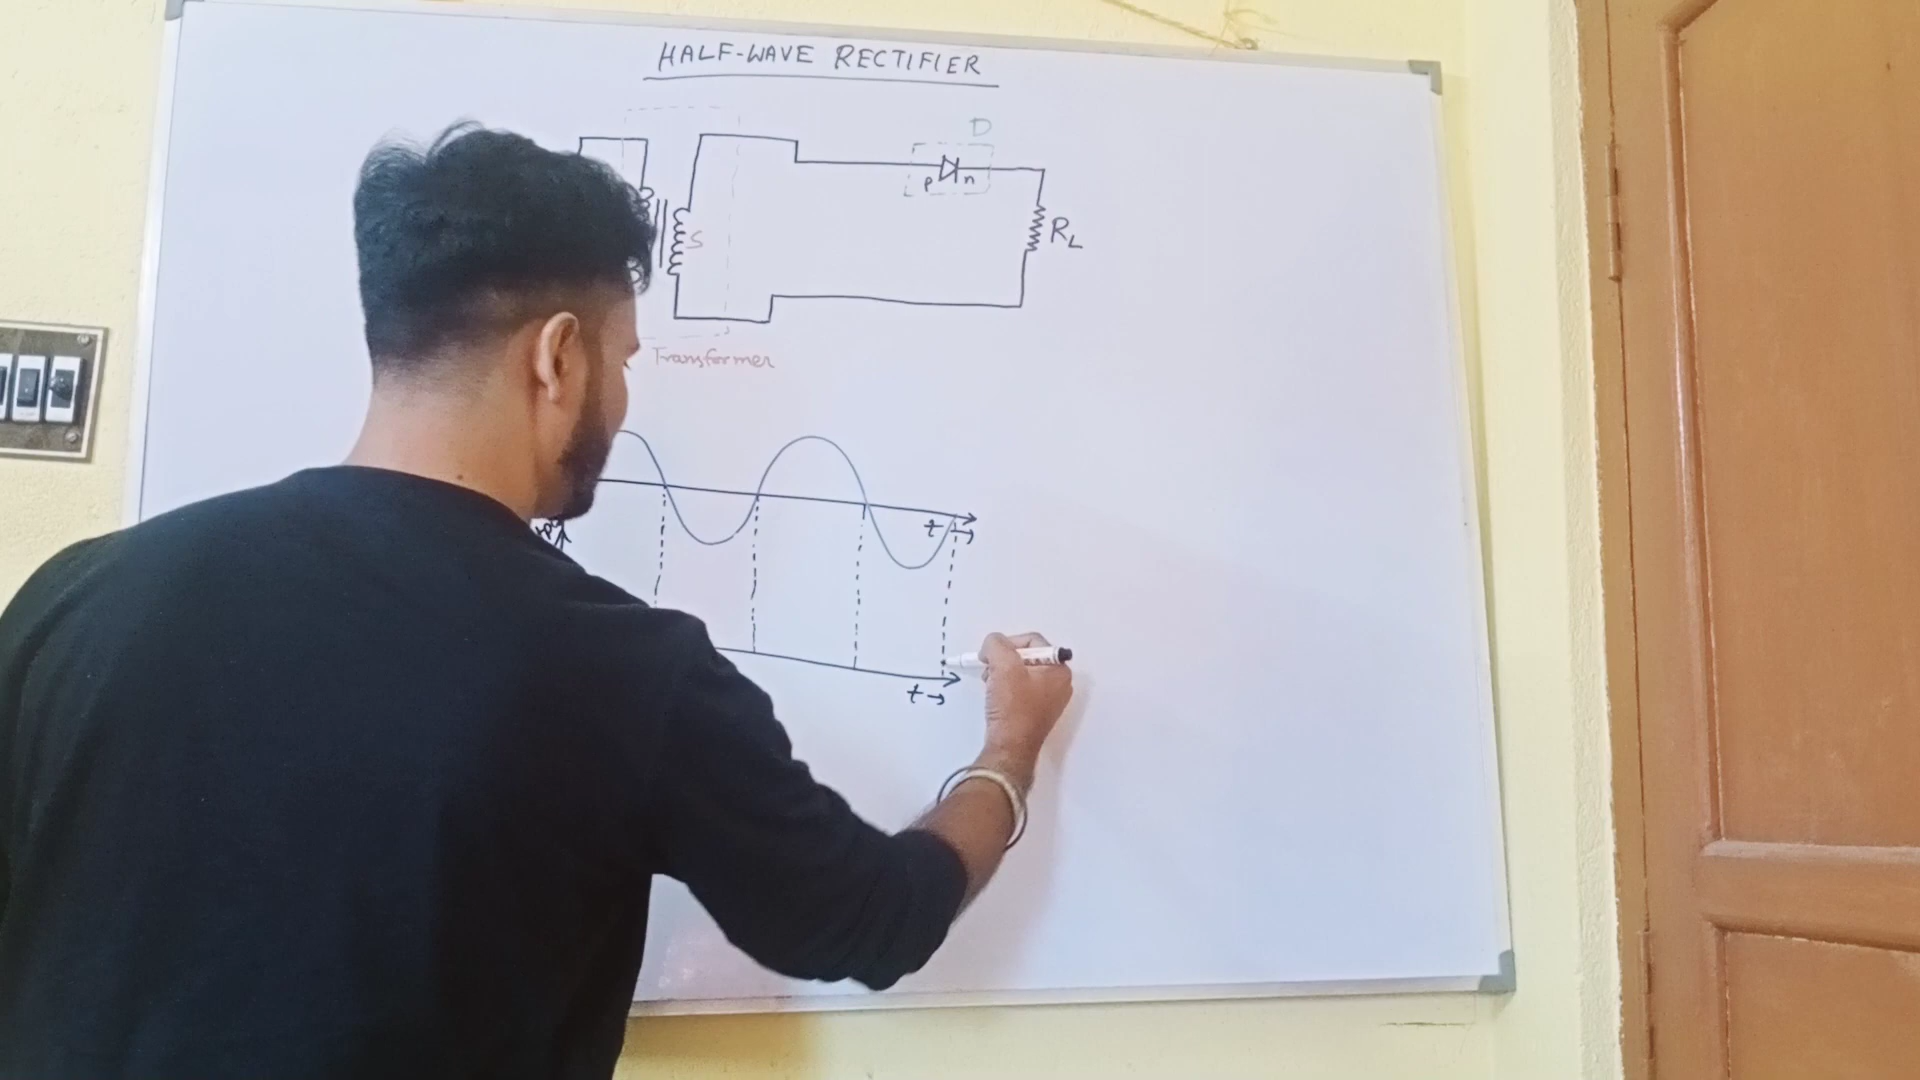 HALF-WAVE RECTIFIER
D
p n
S
RL
Transformer
t →
t →